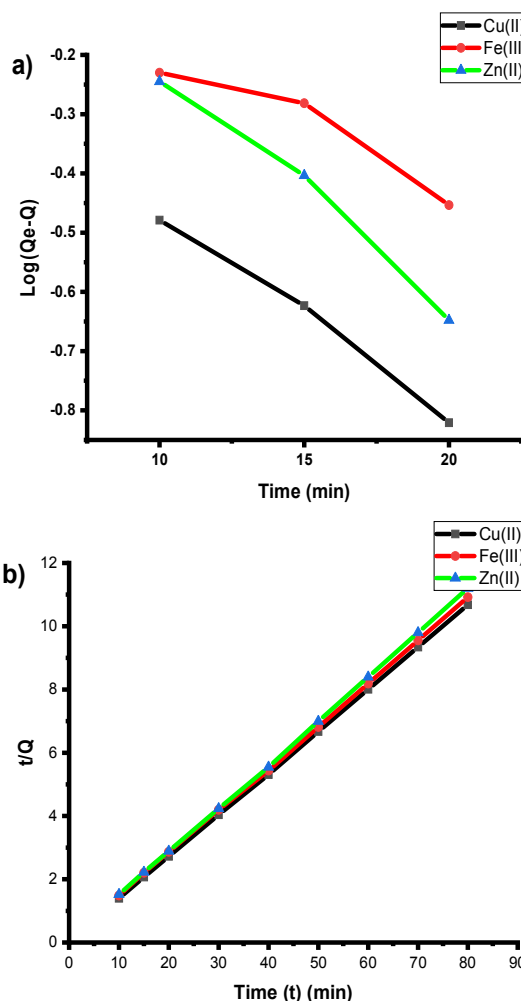 a)
Cu(II)
Fe(III)
Zn(II)
-0.2
-0.3
-0.4
-0.5
-0.6
-0.7
-0.8
Log(Qe-Q)
10
15
20
Time (min)
b)
Cu(II)
Fe(III)
Zn(II)
12
10
8
6
4
2
0
t/Q
0 10 20 30 40 50 60 70 80 90
Time (t) (min)